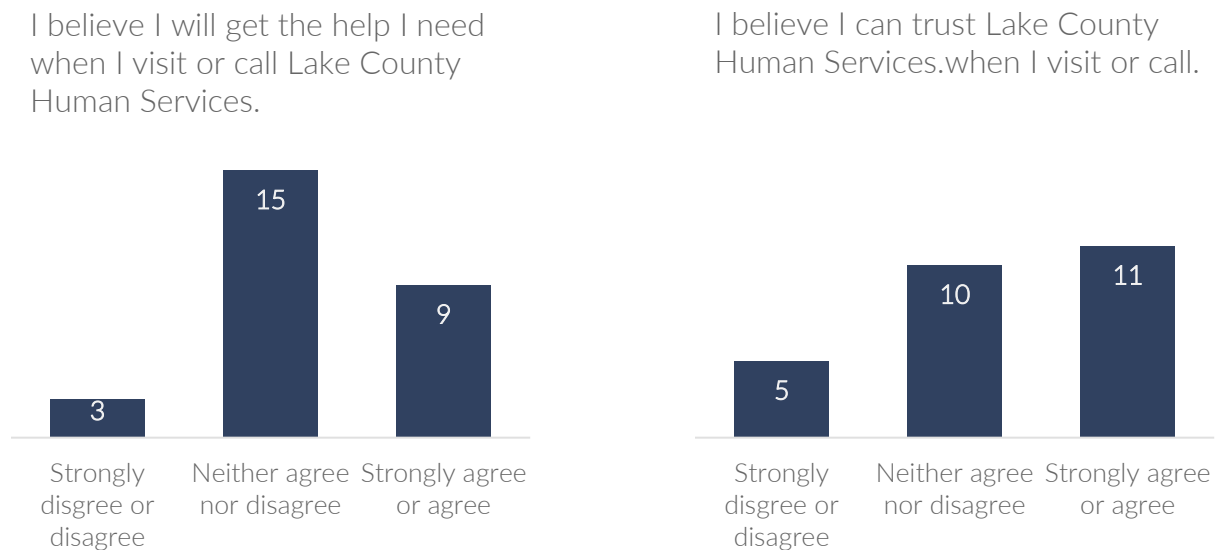 I believe I will get the help I need
when I visit or call Lake County
Human Services.
15
9
3
Strongly
disgree or
disagree
Neither agree
nor disagree
Strongly agree
or agree
I believe I can trust Lake County
Human Services.when I visit or call.
11
10
5
Strongly
disgree or
disagree
Neither agree
nor disagree
Strongly agree
or agree